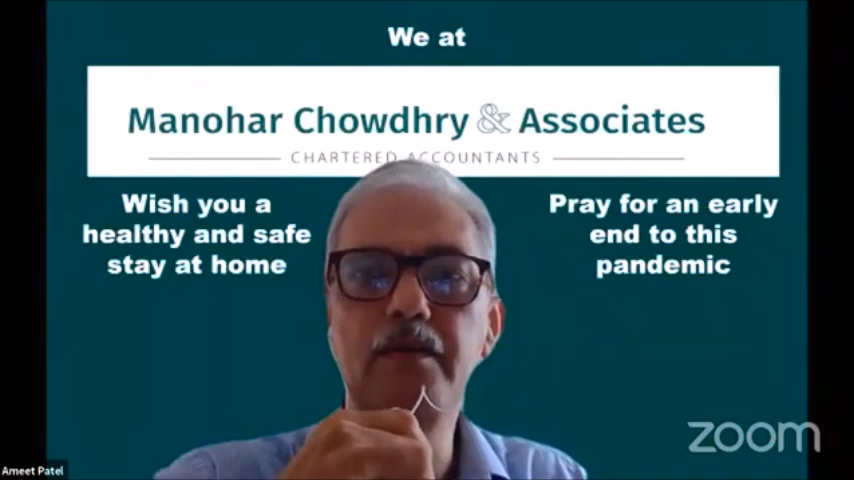 We at
Manohar Chowdhry & Associates
CHARTERED ACCOUNTANTS
Wish you a
healthy and safe
stay at home
Pray for an early
end to this
pandemic
zoom
Ameet Patel